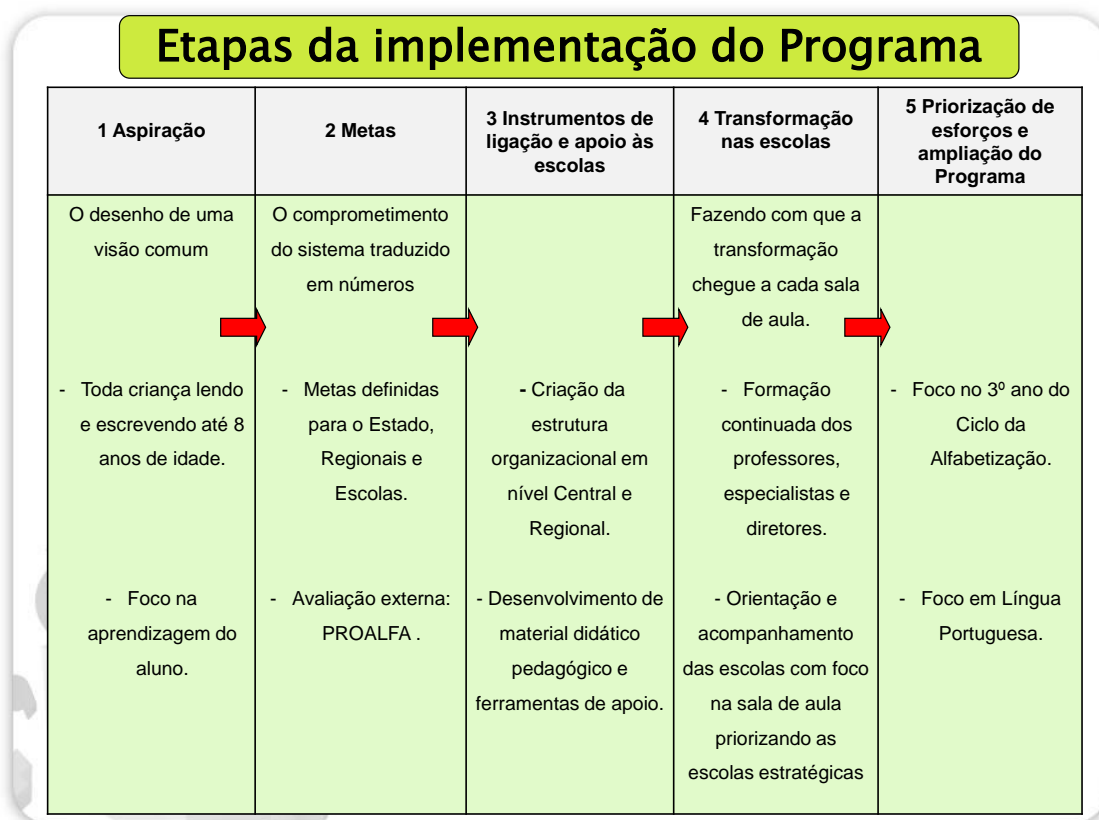 Etapas da implementação do Programa
1 Aspiração
2 Metas
3 Instrumentos de
ligação e apoio às
escolas
4 Transformação
nas escolas
5 Priorização de
esforços e
ampliação do
Programa
O desenho de uma
visão comum
- Toda criança lendo
e escrevendo até 8
anos de idade.
- Foco na
aprendizagem do
aluno.
O comprometimento
do sistema traduzido
em números
- Metas definidas
para o Estado,
Regionais e
Escolas.
- Avaliação externa:
PROALFA .
- Criação da
estrutura
organizacional em
nível Central e
Regional.
- Desenvolvimento de
material didático
pedagógico e
ferramentas de apoio.
Fazendo com que a
transformação
chegue a cada sala
de aula.
- Formação
continuada dos
professores,
especialistas e
diretores.
- Orientação e
acompanhamento
das escolas com foco
na sala de aula
priorizando as
escolas estratégicas
- Foco no 3º ano do
Ciclo da
Alfabetização.
- Foco em Língua
Portuguesa.